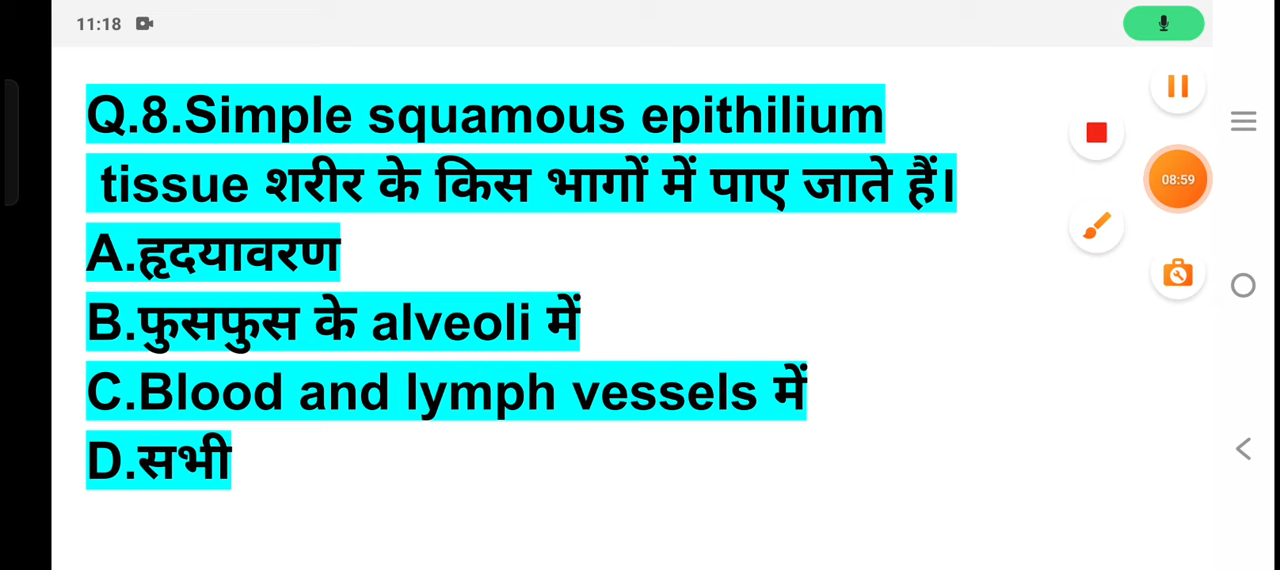 11:18
Q.8.Simple squamous epithilium
tissue शरीर के किस भागों में पाए जाते हैं।
A.हृदयावरण
B.फुसफुस के alveoli में
C.Blood and lymph vessels में
D.सभी
08:59